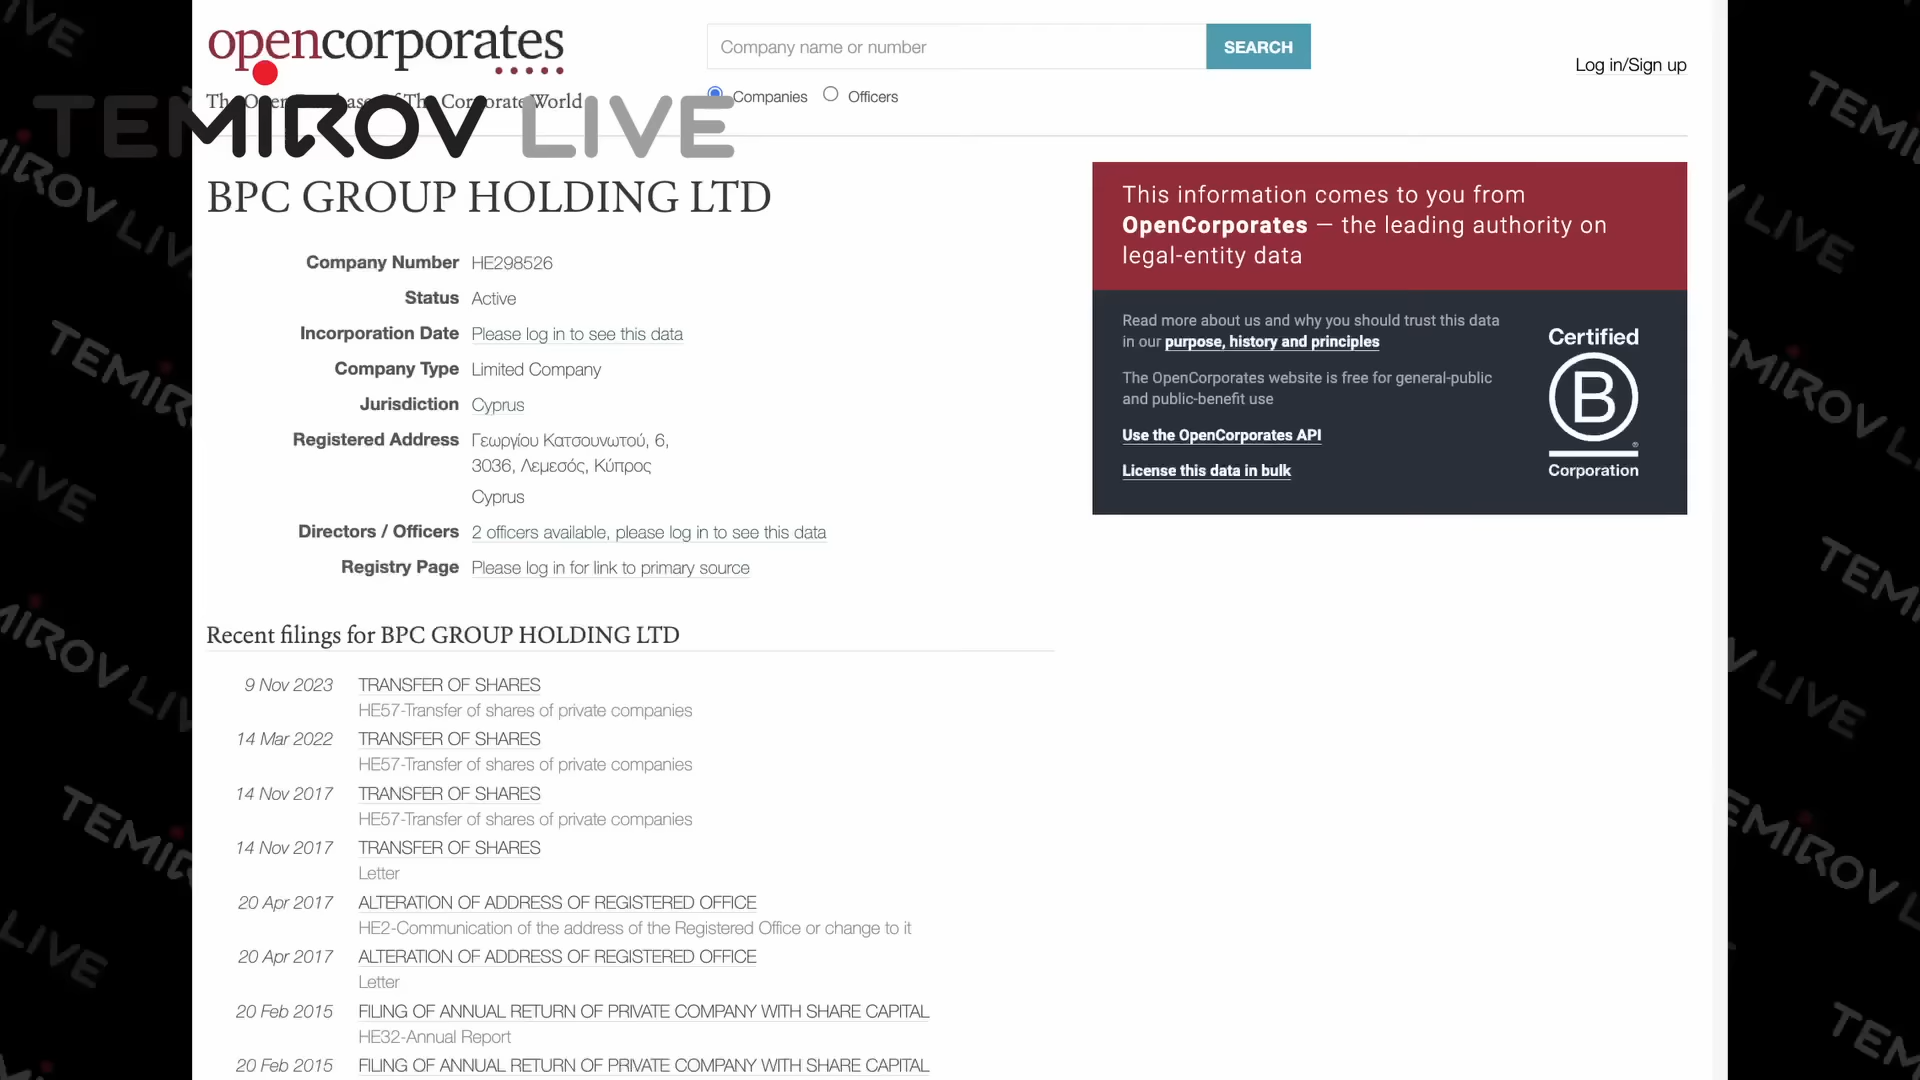 opencorporates
The Open Database Of The Corporate World
TEMIROV LIVE
Company name or number
SEARCH
Companies
Officers
Log in/Sign up
BPC GROUP HOLDING LTD
Company Number HE298526
Status Active
Incorporation Date Please log in to see this data
Company Type Limited Company
Jurisdiction Cyprus
Registered Address Γεωργίου Κατσουνωτού, 6,
3036, Λεμεσός, Κύπρος
Cyprus
Directors / Officers 2 officers available, please log in to see this data
Registry Page Please log in for link to primary source
This information comes to you from
OpenCorporates – the leading authority on
legal-entity data
Read more about us and why you should trust this data
in our purpose, history and principles
The OpenCorporates website is free for general-public
and public-benefit use
Use the OpenCorporates API
License this data in bulk
Certified
B
®
Corporation
Recent filings for BPC GROUP HOLDING LTD
9 Nov 2023 TRANSFER OF SHARES
HE57-Transfer of shares of private companies
14 Mar 2022 TRANSFER OF SHARES
HE57-Transfer of shares of private companies
14 Nov 2017 TRANSFER OF SHARES
HE57-Transfer of shares of private companies
14 Nov 2017 TRANSFER OF SHARES
Letter
20 Apr 2017 ALTERATION OF ADDRESS OF REGISTERED OFFICE
HE2-Communication of the address of the Registered Office or change to it
20 Apr 2017 ALTERATION OF ADDRESS OF REGISTERED OFFICE
Letter
20 Feb 2015 FILING OF ANNUAL RETURN OF PRIVATE COMPANY WITH SHARE CAPITAL
HE32-Annual Report
20 Feb 2015 FILING OF ANNUAL RETURN OF PRIVATE COMPANY WITH SHARE CAPITAL